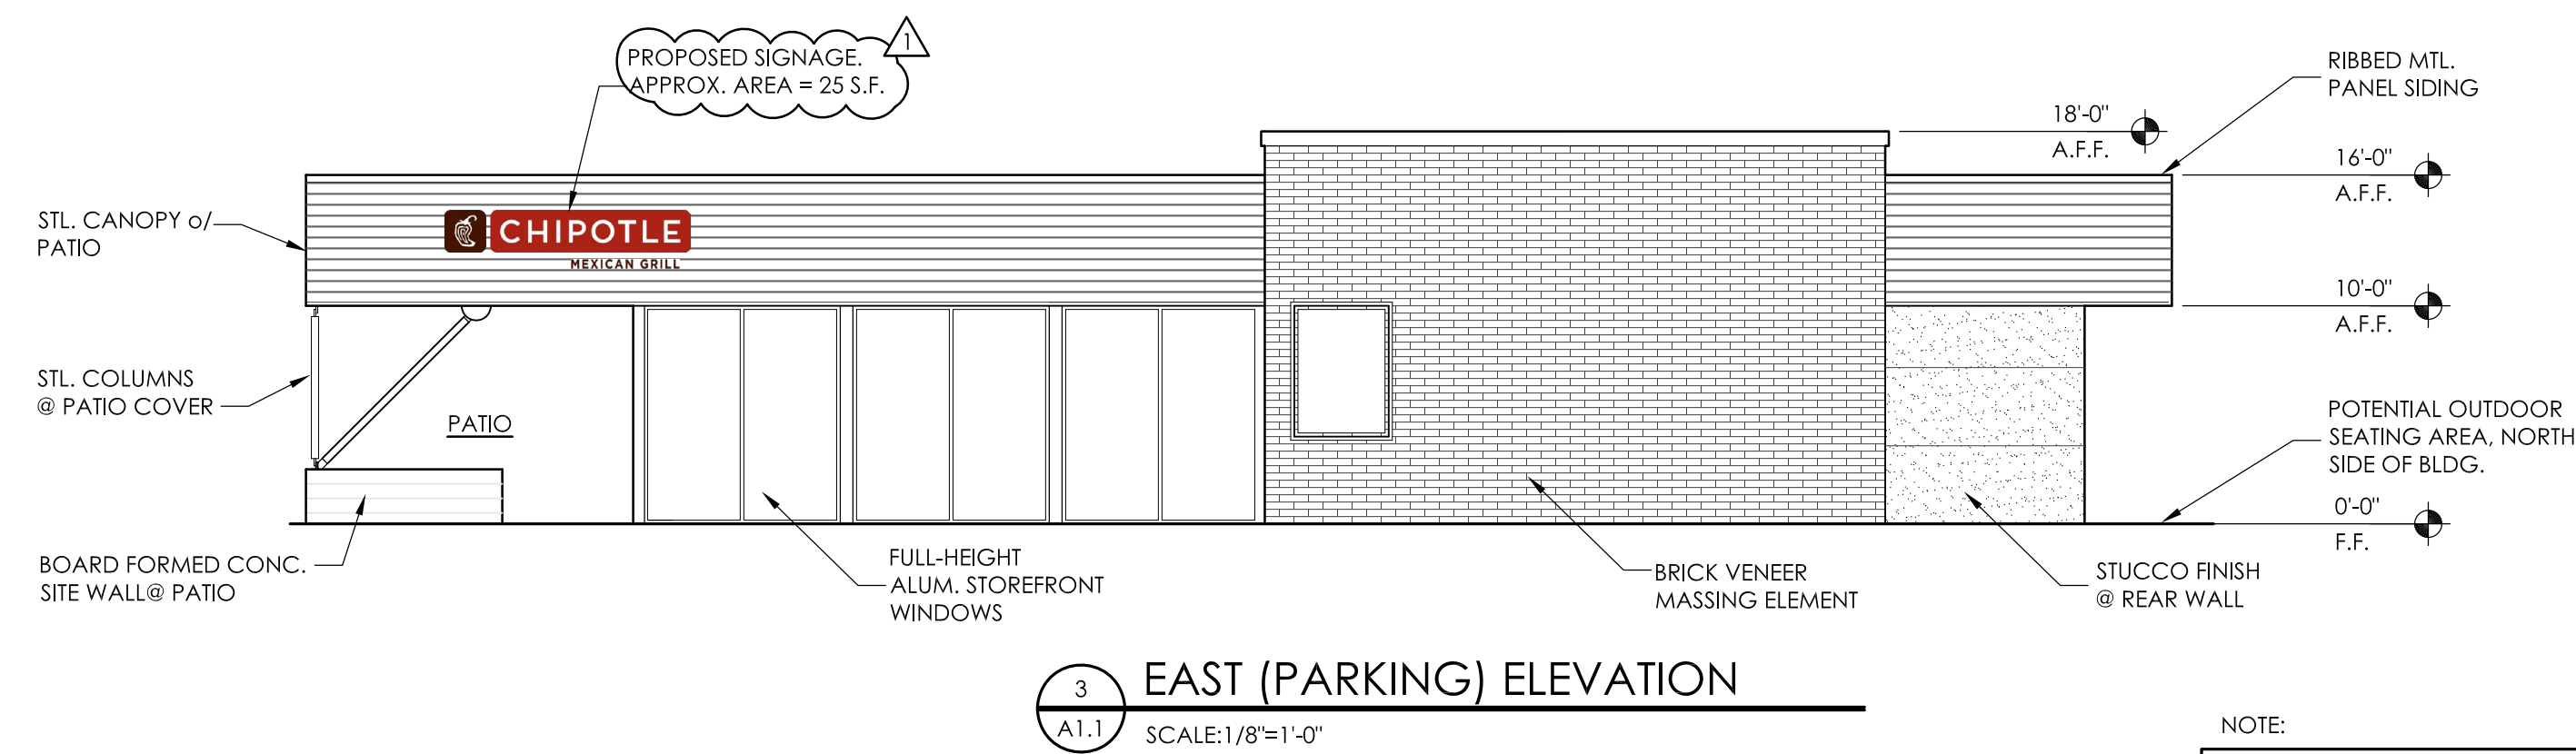 PROPOSED SIGNAGE.
APPROX. AREA = 25 S.F.
1
RIBBED MTL.
PANEL SIDING
18'-0"
A.F.F.
16'-0"
A.F.F.
STL. CANOPY o/
PATIO
CHIPOTLE
MEXICAN GRILL
10'-0"
A.F.F.
STL. COLUMNS
@ PATIO COVER
PATIO
POTENTIAL OUTDOOR
SEATING AREA, NORTH
SIDE OF BLDG.
0'-0"
F.F.
BOARD FORMED CONC.
SITE WALL@ PATIO
FULL-HEIGHT
ALUM. STOREFRONT
WINDOWS
BRICK VENEER
MASSING ELEMENT
STUCCO FINISH
@ REAR WALL
3
A1.1
EAST (PARKING) ELEVATION
SCALE:1/8"=1'-0"
NOTE: